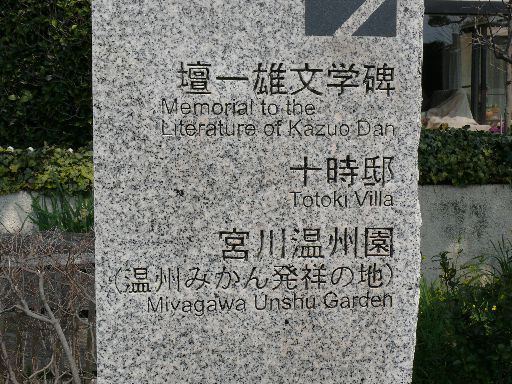 壇一雄文学碑
Memorial to the
Literature of Kazuo Dan
十時邸
Totoki Villa
宮川温州園
(温州みかん発祥の地)
Miyagawa Unshu Garden